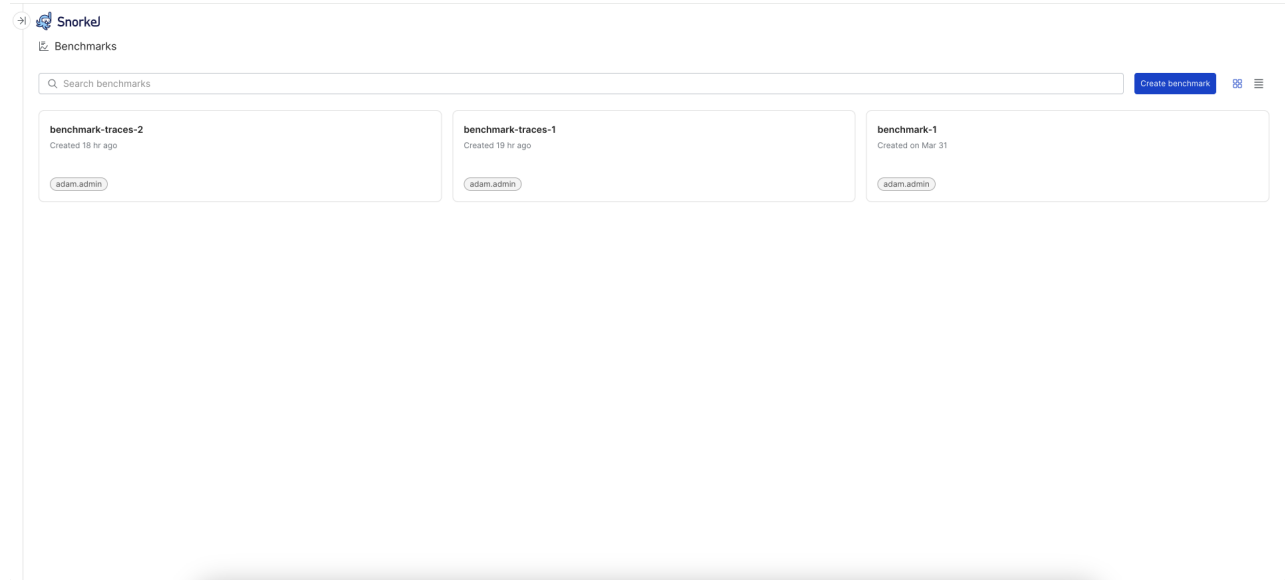 Snorkel
Benchmarks
Search benchmarks
Create benchmark
benchmark-traces-2
Created 18 hr ago
adam.admin
benchmark-traces-1
Created 19 hr ago
adam.admin
benchmark-1
Created on Mar 31
adam.admin